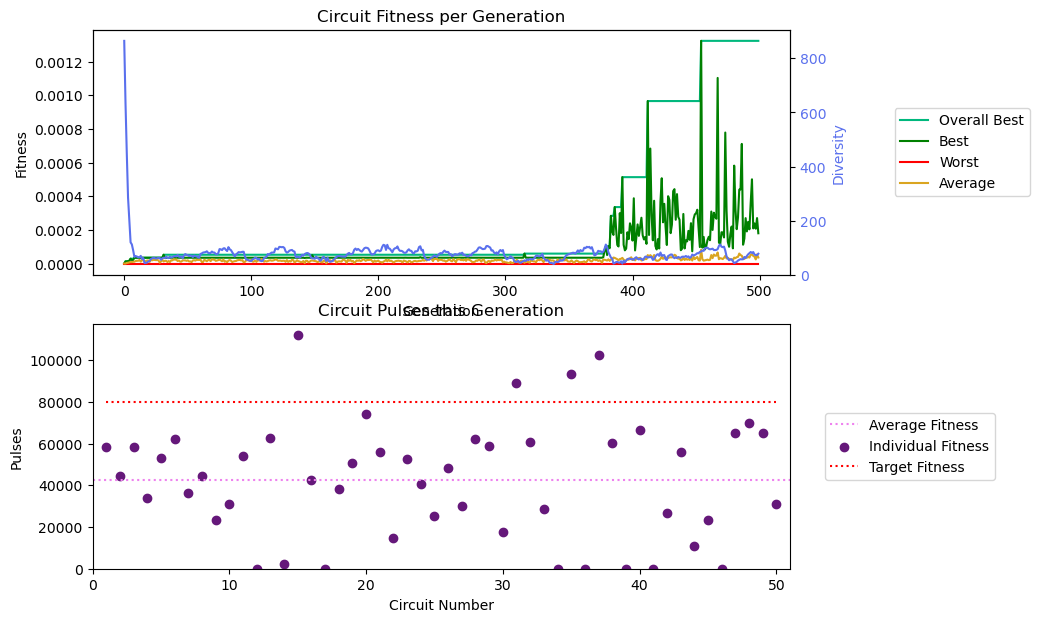 Circuit Fitness per Generation
Fitness
0.0012
0.0010
0.0008
0.0006
0.0004
0.0002
0.0000
800
600
400
200
0
Diversity
0 100 200 300 400 500
Generation
Overall Best
Best
Worst
Average
Circuit Pulses this Generation
Pulses
100000
80000
60000
40000
20000
0
0 10 20 30 40 50
Circuit Number
Average Fitness
Individual Fitness
Target Fitness